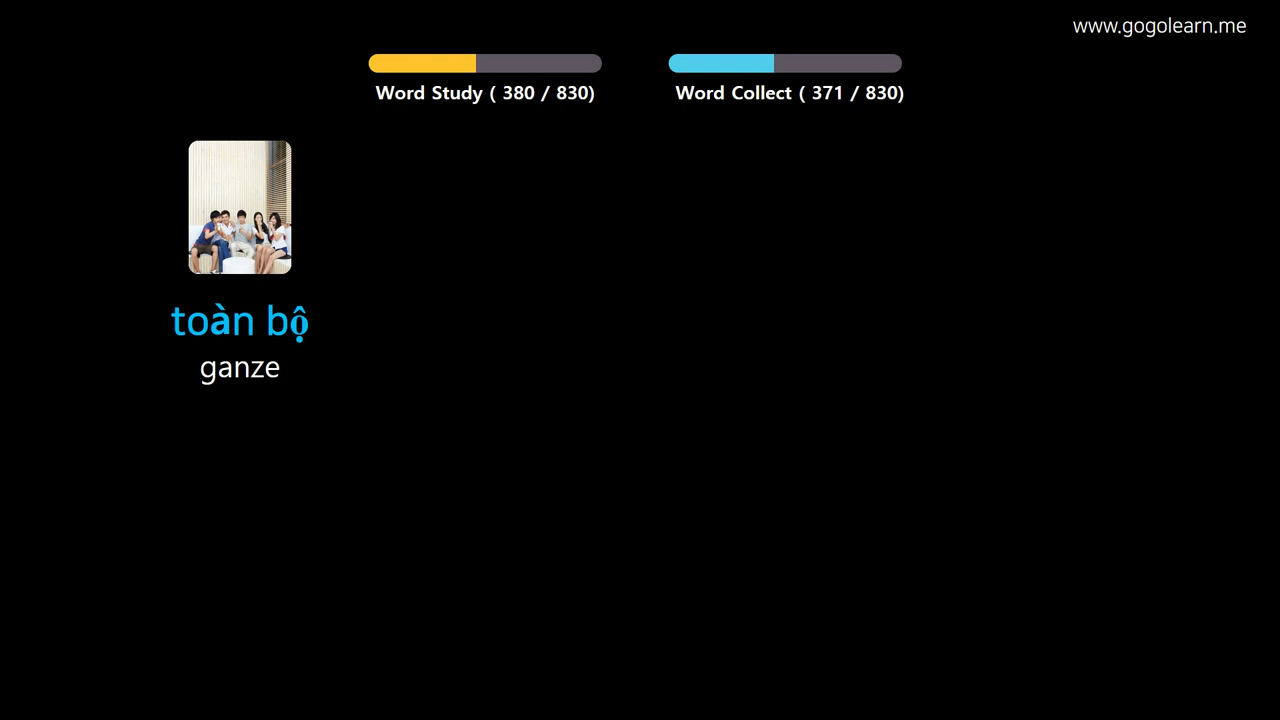 www.gogolearn.me
Word Study ( 380 / 830)
Word Collect ( 371 / 830)
toàn bộ
ganze